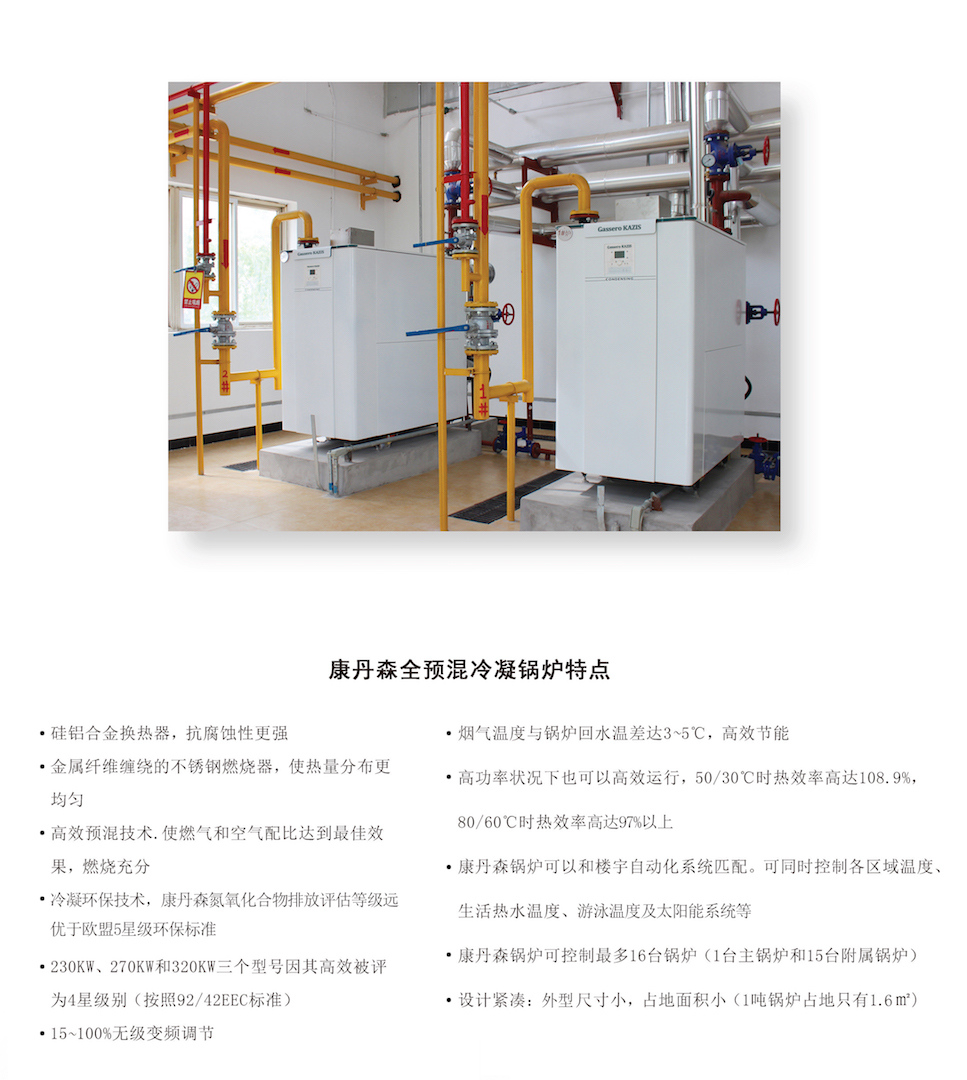 Gassero KAZIS
Gassero KAZIS
CONDENSING
2#
1#
康丹森全预混冷凝锅炉特点
• 硅铝合金换热器，抗腐蚀性更强
• 金属纤维缠绕的不锈钢燃烧器，使热量分布更
均匀
• 高效预混技术.使燃气和空气配比达到最佳效
果，燃烧充分
• 冷凝环保技术，康丹森氮氧化合物排放评估等级远
优于欧盟5星级环保标准
• 230KW、270KW和320KW三个型号因其高效被评
为4星级别（按照92/42EEC标准）
• 15~100%无级变频调节
• 烟气温度与锅炉回水温差达3~5℃，高效节能
• 高功率状况下也可以高效运行，50/30℃时热效率高达108.9%，
80/60℃时热效率高达97%以上
• 康丹森锅炉可以和楼宇自动化系统匹配。可同时控制各区域温度、
生活热水温度、游泳温度及太阳能系统等
• 康丹森锅炉可控制最多16台锅炉（1台主锅炉和15台附属锅炉）
• 设计紧凑：外型尺寸小，占地面积小（1吨锅炉占地只有1.6㎡）